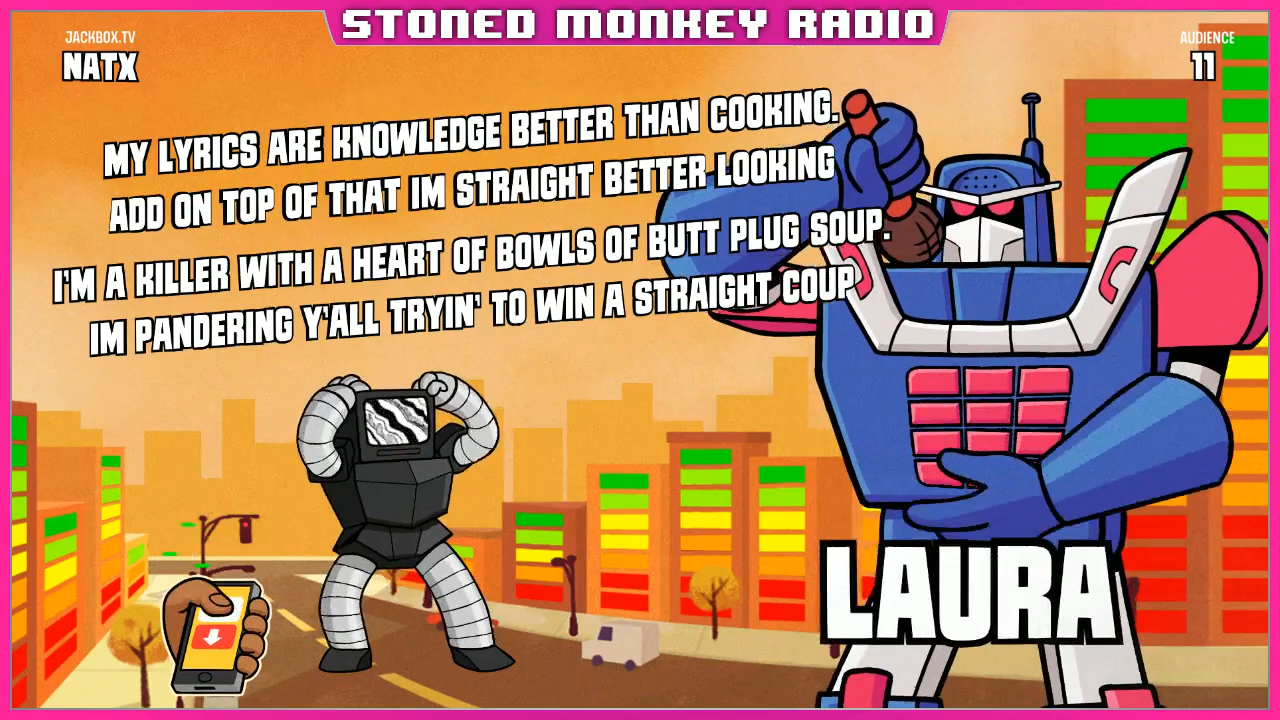 STONED MONKEY RADIO
JACKBOX.TV
NATX
AUDIENCE
11
MY LYRICS ARE KNOWLEDGE BETTER THAN COOKING.
ADD ON TOP OF THAT IM STRAIGHT BETTER LOOKING
I'M A KILLER WITH A HEART OF BOWLS OF BUTT PLUG SOUP.
IM PANDERING Y'ALL TRYIN' TO WIN A STRAIGHT COUP
LAURA